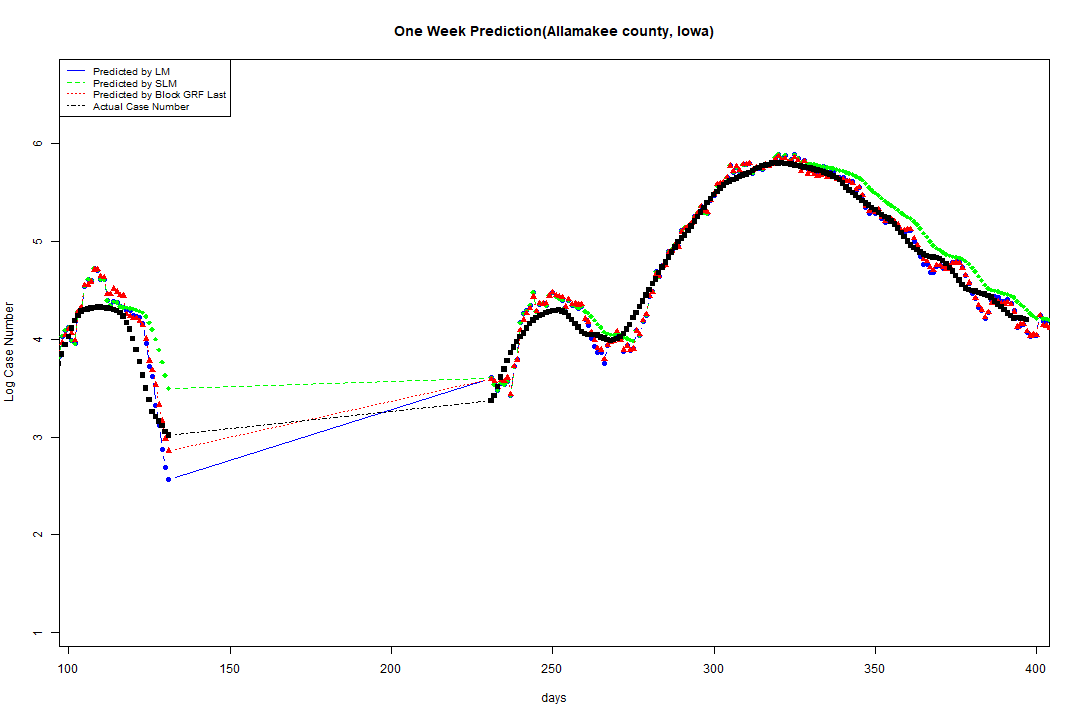 One Week Prediction(Allamakee county, Iowa)
Predicted by LM
Predicted by SLM
Predicted by Block GRF Last
Actual Case Number
6
5
4
3
2
1
Log Case Number
100 150 200 250 300 350 400
days